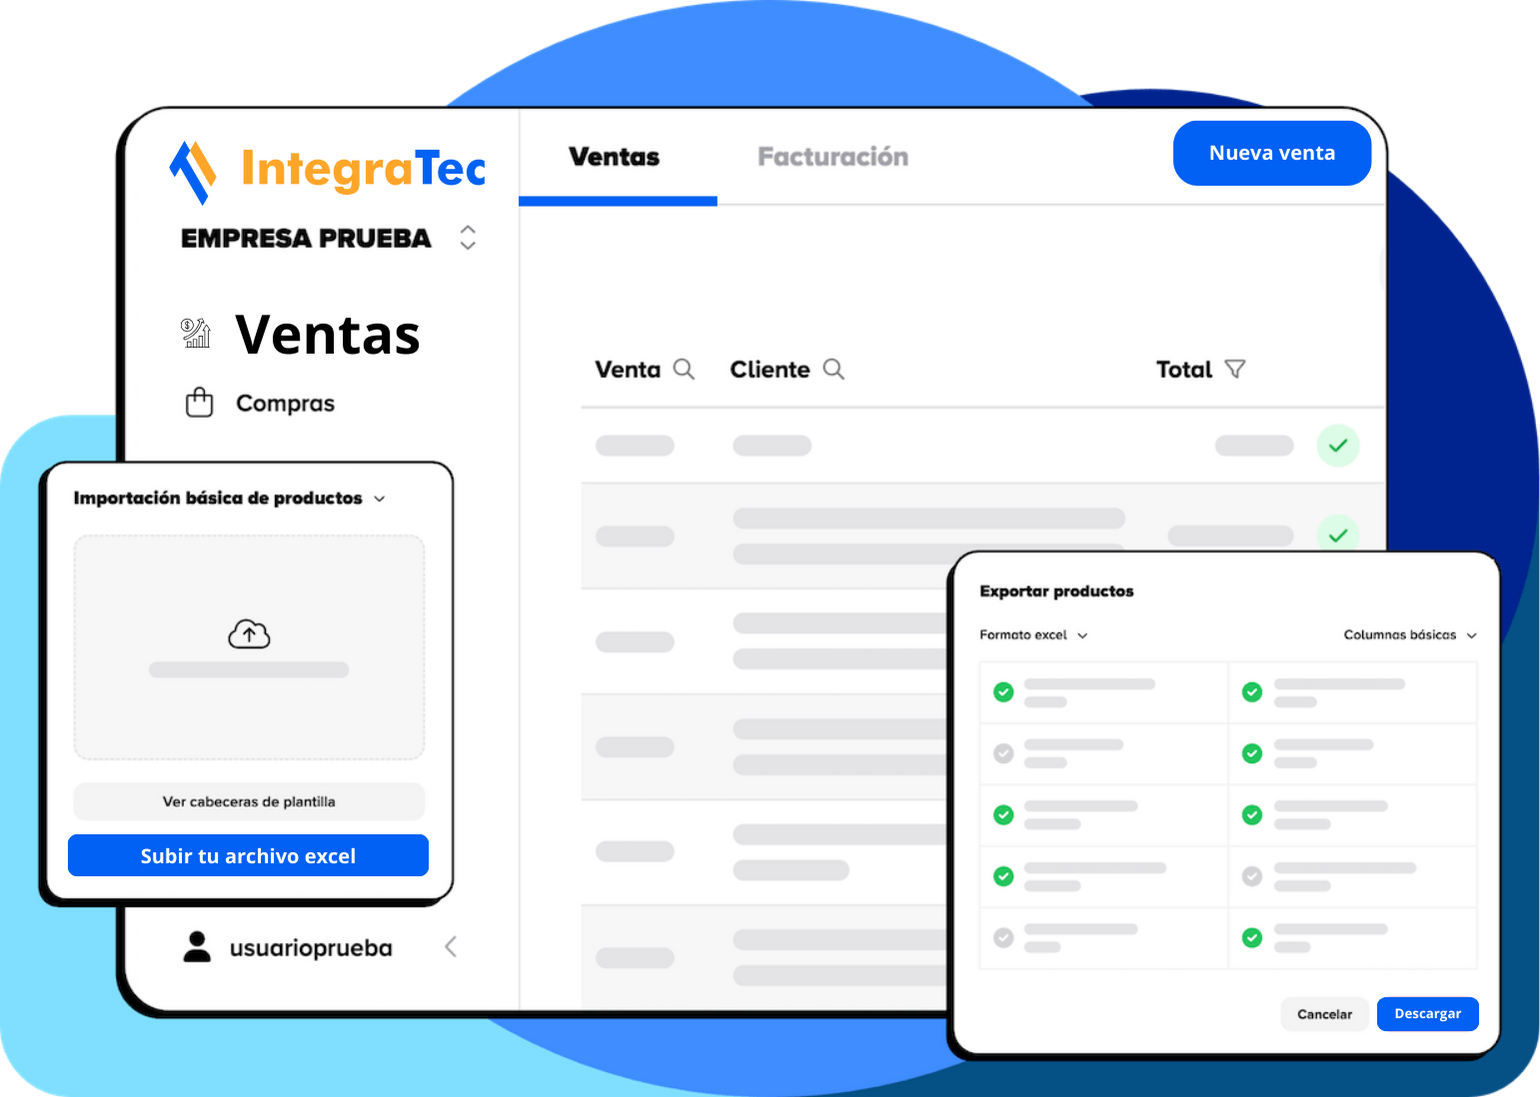 IntegraTec
EMPRESA PRUEBA
Ventas
Compras
Ventas
Facturación
Nueva venta
Venta
Cliente
Total
Importación básica de productos
Ver cabeceras de plantilla
Subir tu archivo excel
usuarioprueba
Exportar productos
Formato excel
Columnas básicas
Cancelar
Descargar